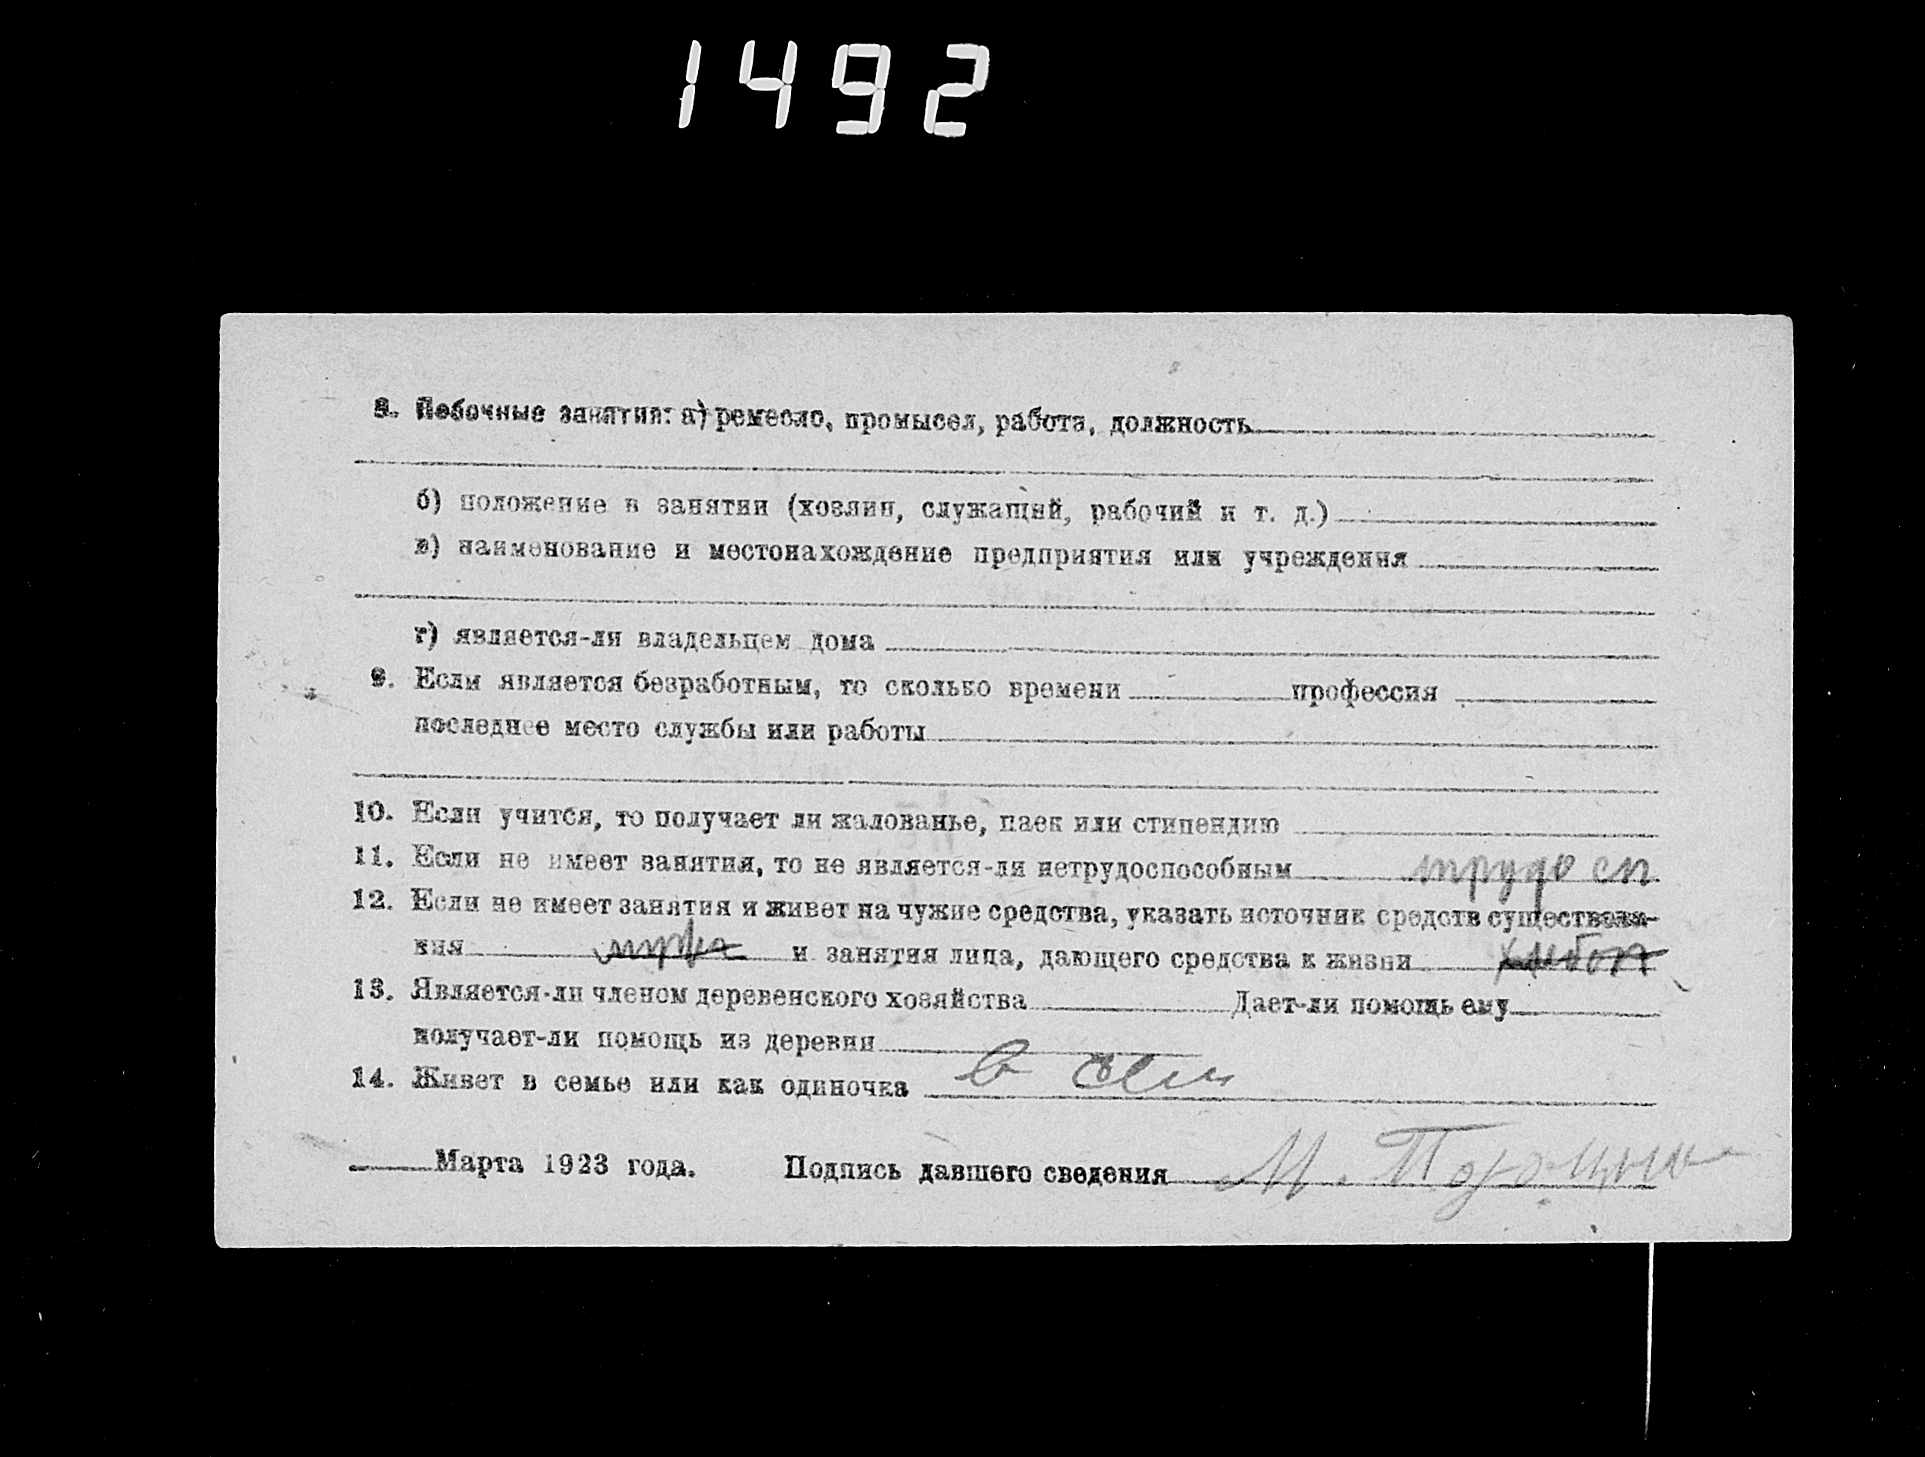 1492
8. Побочные занятия: а) ремесло, промысел, работа, должность
б) положение в занятии (хозяин, служащий, рабочий и т. д.)
в) наименование и местонахождение предприятия или учреждения
г) является-ли владельцем дома
9. Если является безработным, то сколько времени профессия
последнее место службы или работы
10. Если учится, то получает ли жалованье, паек или стипендию
11. Если не имеет занятия, то не является-ли нетрудоспособным трудосп
12. Если не имеет занятия и живет на чужие средства, указать источник средств существова-
ния и занятия лица, дающего средства к жизни
13. Является-ли членом деревенского хозяйства Дает-ли помощь ему
получает-ли помощь из деревни
14. Живет в семье или как одиночка в сем
Марта 1923 года. Подпись давшего сведения М.